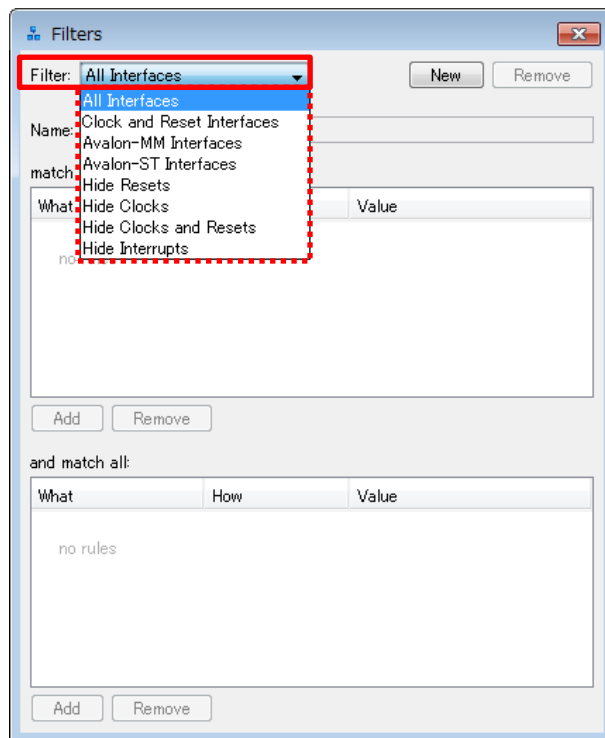 Filters
Filter: All Interfaces New Remove
All Interfaces
Clock and Reset Interfaces
Name:
Avalon-MM Interfaces
Avalon-ST Interfaces
match
Hide Resets
What Hide Clocks Value
Hide Clocks and Resets
no
Hide Interrupts
Add Remove
and match all:
What How Value
no rules
Add Remove